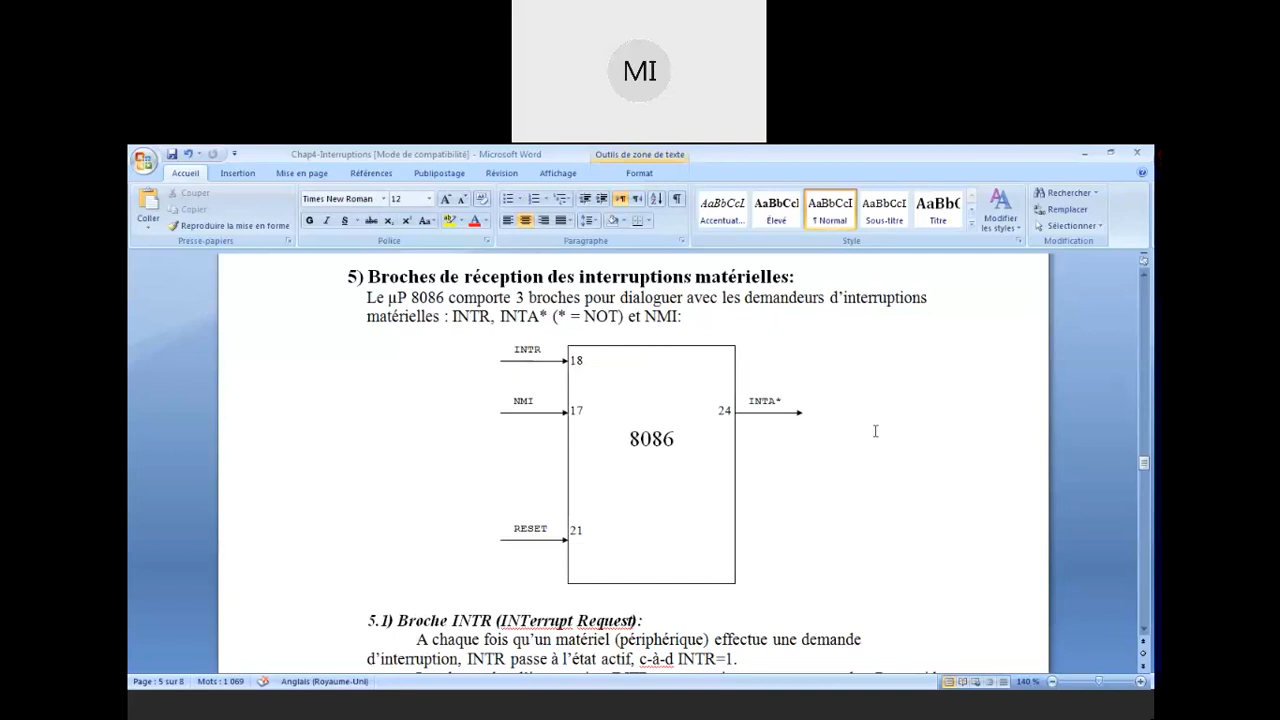 MI
Chap4-Interruptions [Mode de compatibilité] - Microsoft Word
Outils de zone de texte
Accueil Insertion Mise en page Références Publipostage Révision Affichage Format
Coller
Couper
Copier
Reproduire la mise en forme
Presse-papiers
Times New Roman 12
Police
Paragraphe
AaBbCcI Accentuat...
AaBbCcI Élevé
AaBbCcI ¶ Normal
AaBbCcI Sous-titre
AaBbC Titre
Modifier les styles
Style
Rechercher
Remplacer
Sélectionner
Modification
5) Broches de réception des interruptions matérielles:
Le µP 8086 comporte 3 broches pour dialoguer avec les demandeurs d'interruptions
matérielles : INTR, INTA* (* = NOT) et NMI:
INTR
18
NMI
17
24
INTA*
8086
RESET
21
5.1) Broche INTR (INTerrupt Request):
A chaque fois qu'un matériel (périphérique) effectue une demande
d'interruption, INTR passe à l'état actif, c-à-d INTR=1.
Page : 5 sur 8 Mots : 1 069 Anglais (Royaume-Uni) 140 %